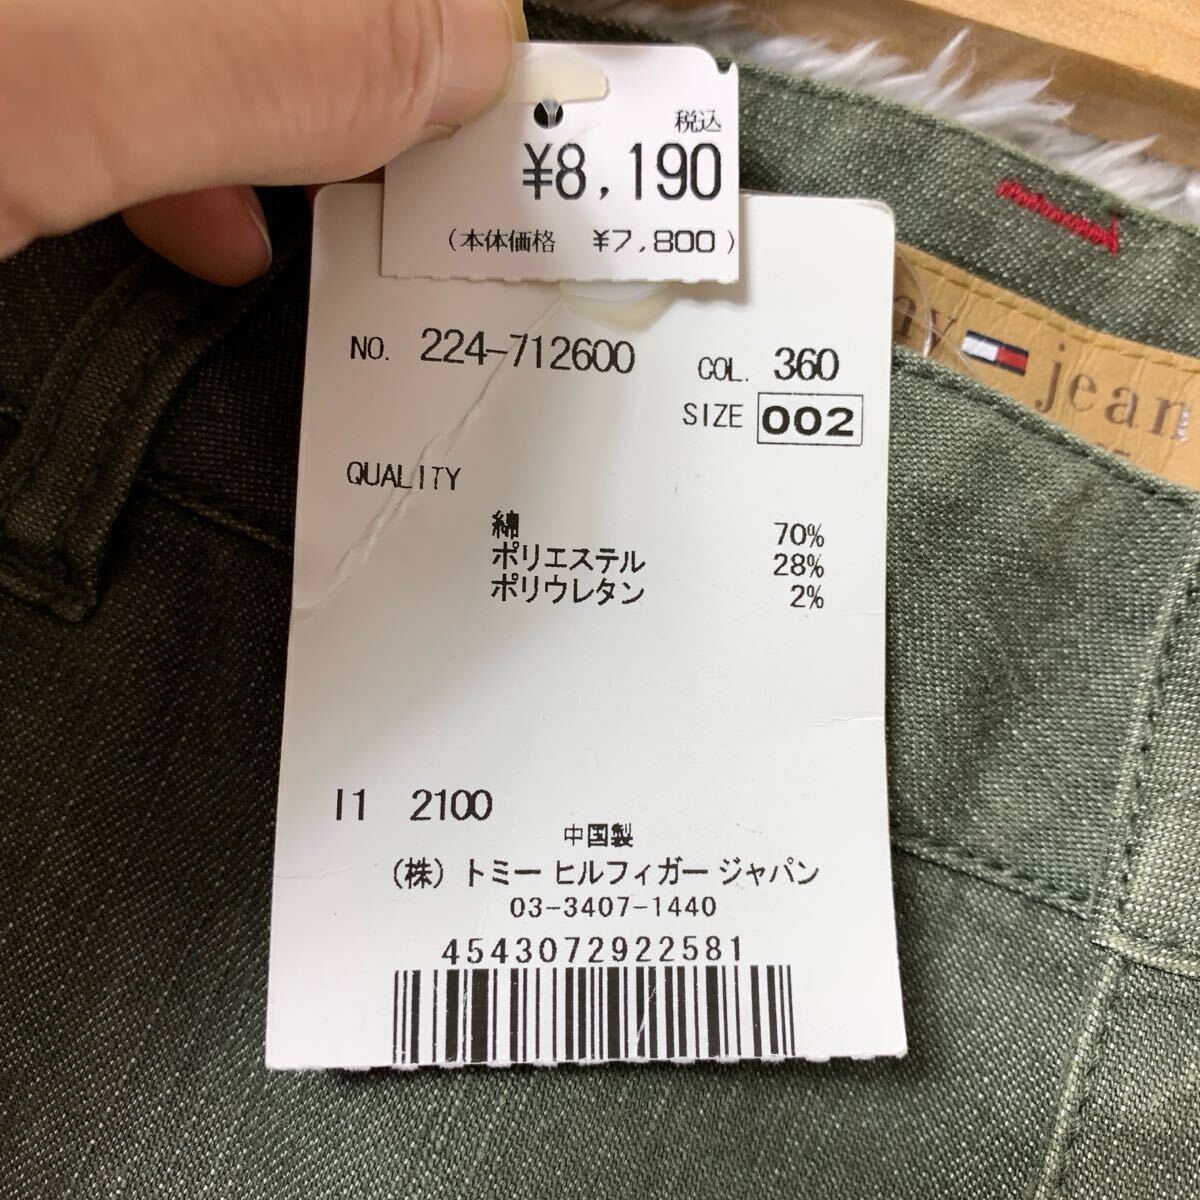 税込
¥8,190
(本体価格 ¥7,800)
NO. 224-712600
COL. 360
SIZE 002
QUALITY
綿 70%
ポリエステル 28%
ポリウレタン 2%
I1 2100
中国製
(株) トミー ヒルフィガー ジャパン
03-3407-1440
4543072922581
jean